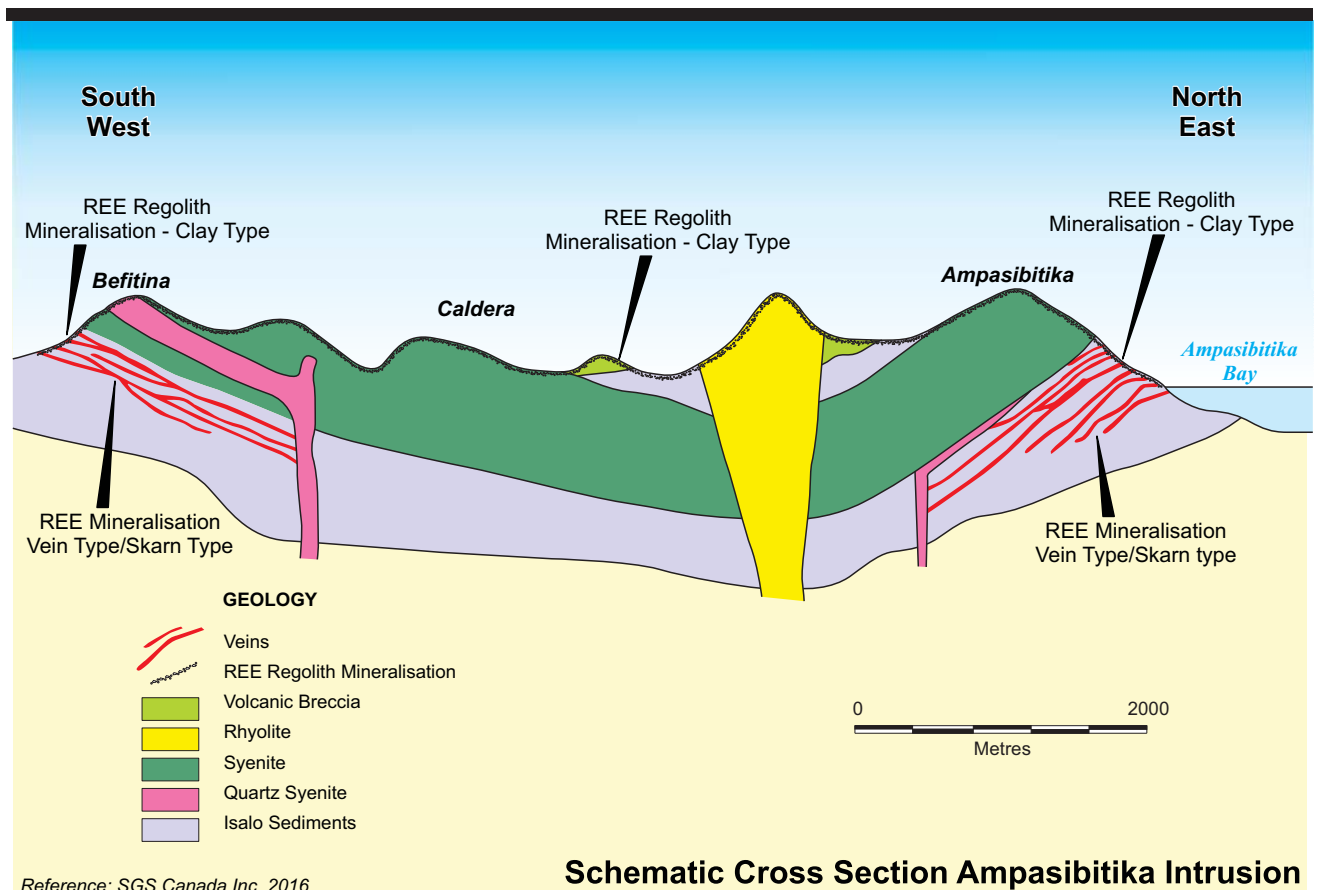 South
West
North
East
REE Regolith
Mineralisation - Clay Type
REE Regolith
Mineralisation - Clay Type
REE Regolith
Mineralisation - Clay Type
Befitina
Caldera
Ampasibitika
Ampasibitika
Bay
REE Mineralisation
Vein Type/Skarn Type
REE Mineralisation
Vein Type/Skarn type
GEOLOGY
Veins
REE Regolith Mineralisation
Volcanic Breccia
Rhyolite
Syenite
Quartz Syenite
Isalo Sediments
0 2000
Metres
Schematic Cross Section Ampasibitika Intrusion
Reference: SGS Canada Inc. 2016